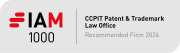 IAM
1000
CCPIT Patent & Trademark
Law Office
Recommended Firm 2024